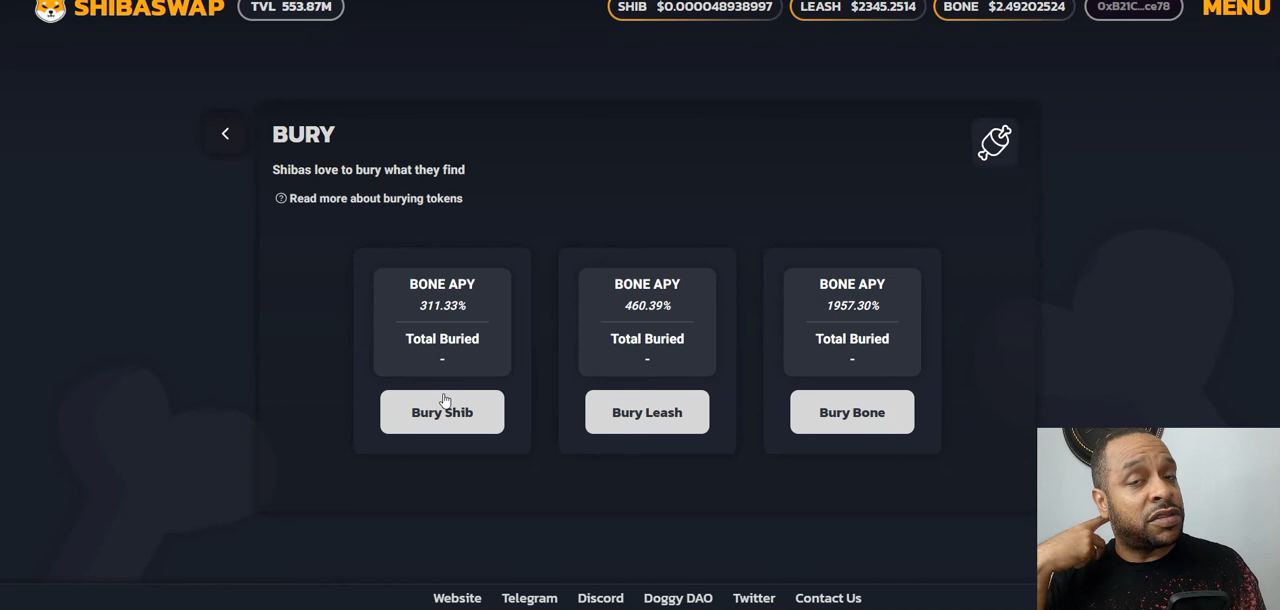 SHIBASWAP TVL 553.87M SHIB $0.000048938997 LEASH $2345.2514 BONE $2.49202524 0xB21C...ce78 MENU
BURY
Shibas love to bury what they find
Read more about burying tokens
BONE APY BONE APY BONE APY
311.33% 460.39% 1957.30%
Total Buried Total Buried Total Buried
- - -
Bury Shib Bury Leash Bury Bone
Website Telegram Discord Doggy DAO Twitter Contact Us